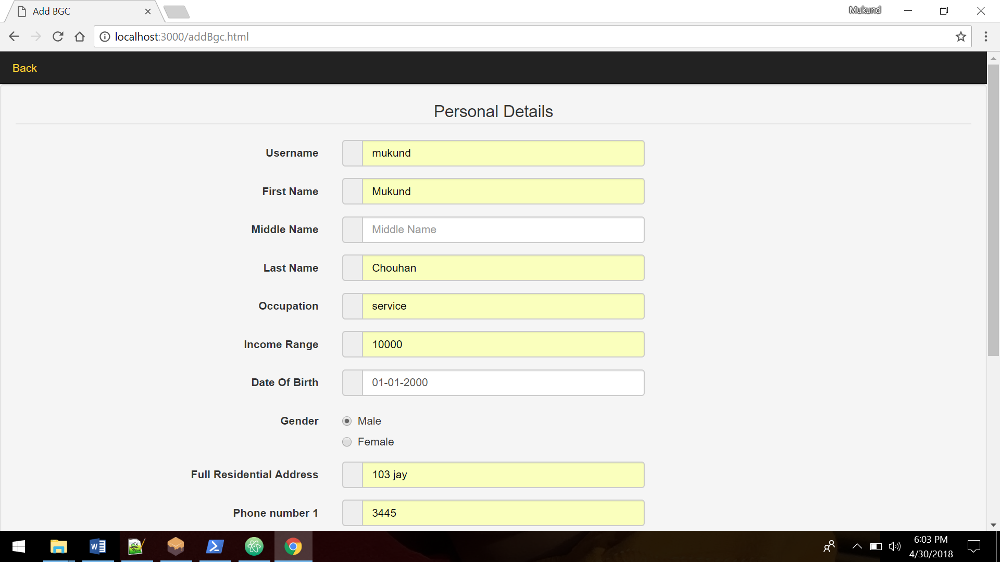 Add BGC
Mukund
localhost:3000/addBgc.html
Back
Personal Details
Username mukund
First Name Mukund
Middle Name Middle Name
Last Name Chouhan
Occupation service
Income Range 10000
Date Of Birth 01-01-2000
Gender Male
Female
Full Residential Address 103 jay
Phone number 1 3445
6:03 PM
4/30/2018